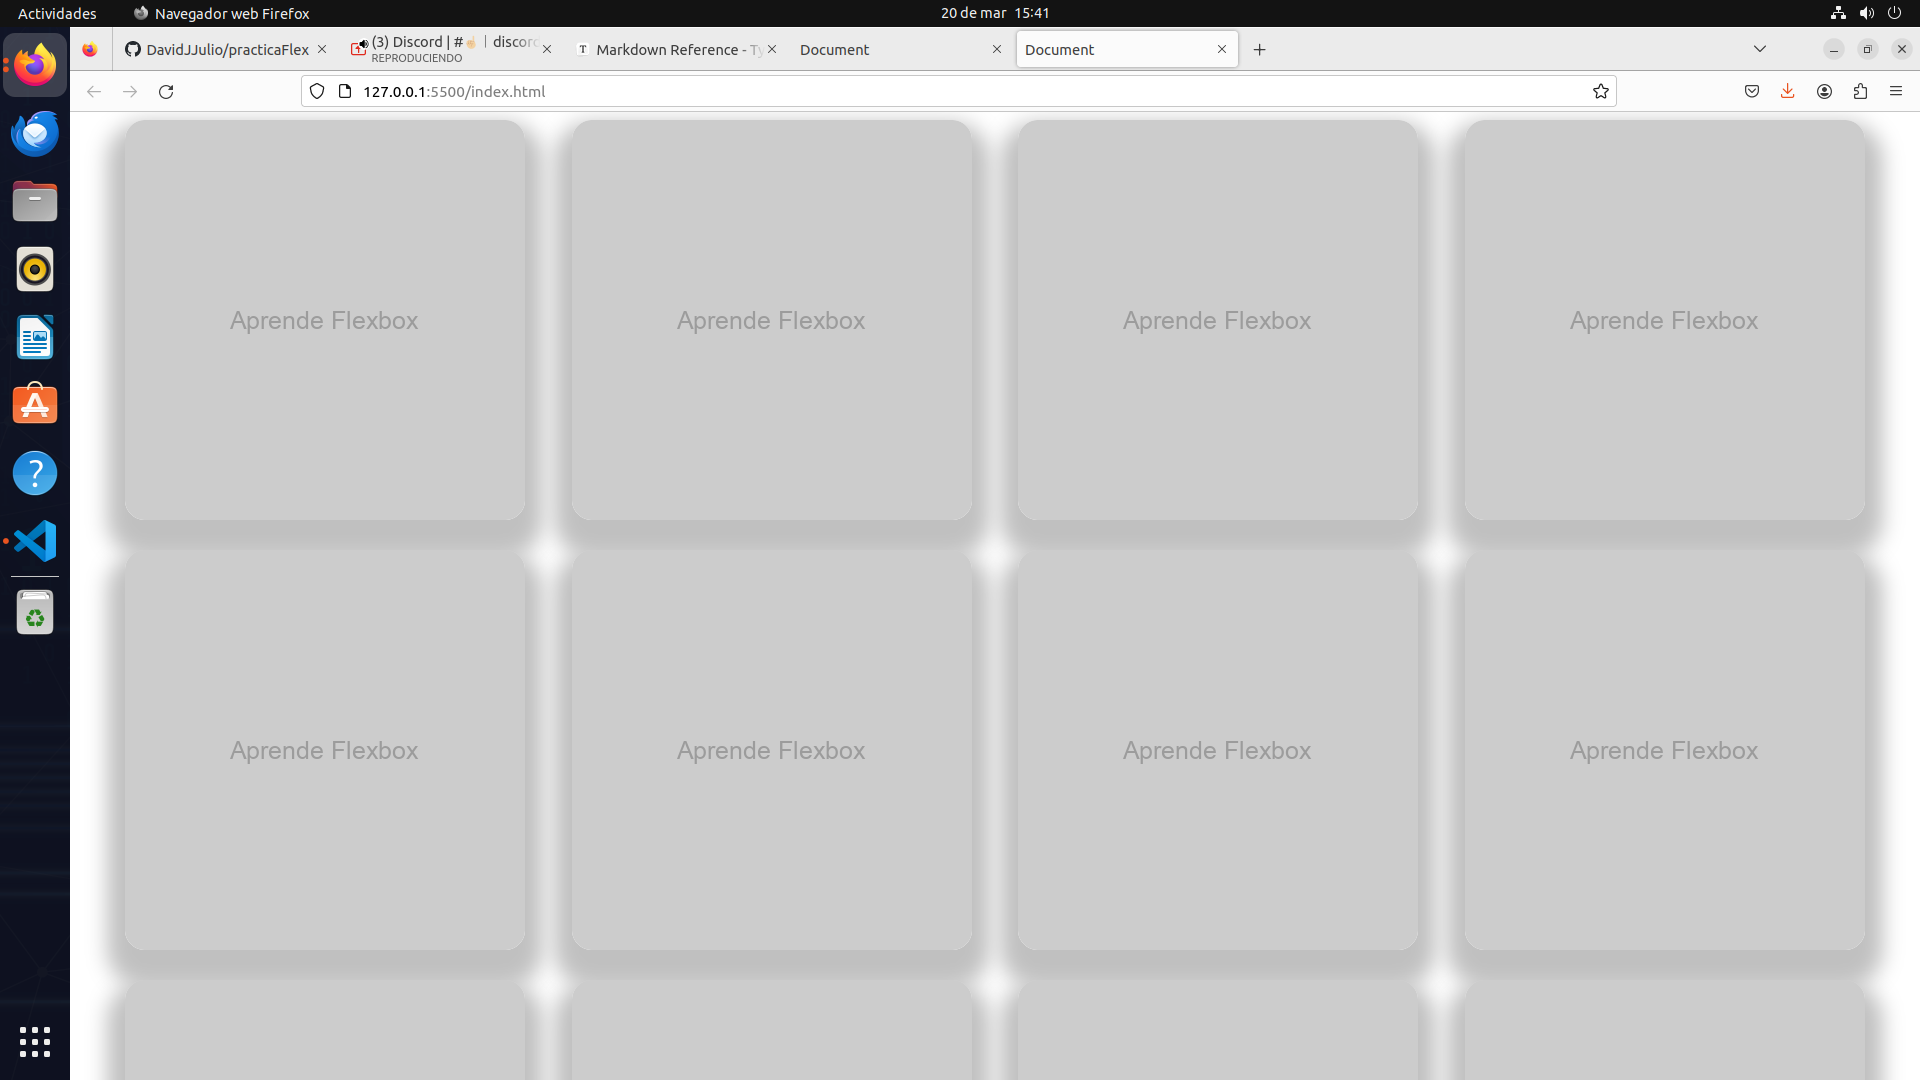 Actividades Navegador web Firefox 20 de mar 15:41
DavidJJulio/practicaFlex (3) Discord | #☝🏻 | discord Markdown Reference - Ty Document Document
REPRODUCIENDO
127.0.0.1:5500/index.html
Aprende Flexbox Aprende Flexbox Aprende Flexbox Aprende Flexbox
Aprende Flexbox Aprende Flexbox Aprende Flexbox Aprende Flexbox